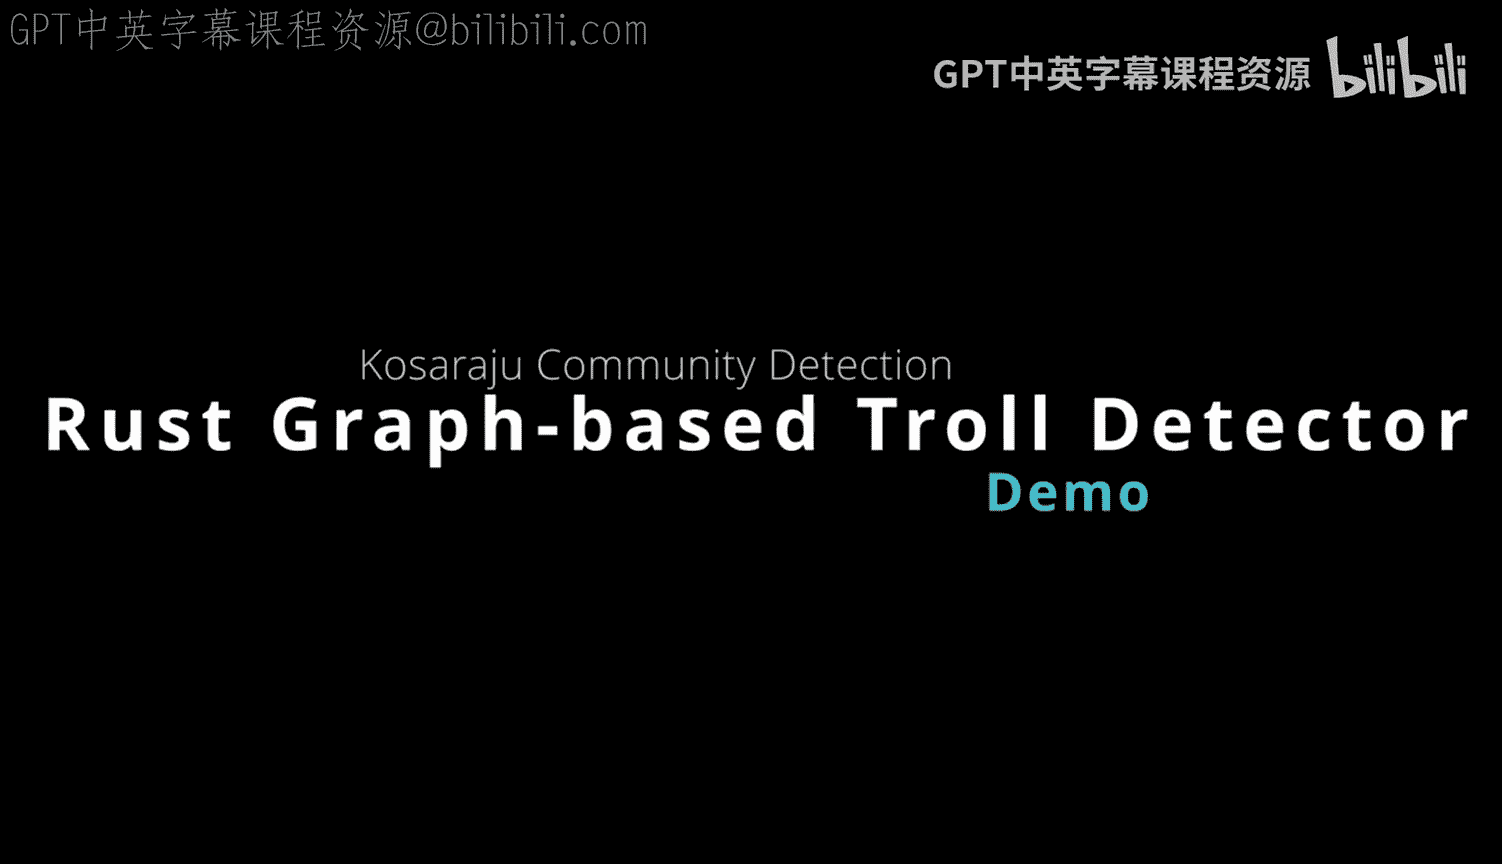 GPT中英字幕课程资源@bilibili.com
GPT中英字幕课程资源 bilibili
Kosaraju Community Detection
Rust Graph-based Troll Detector
Demo